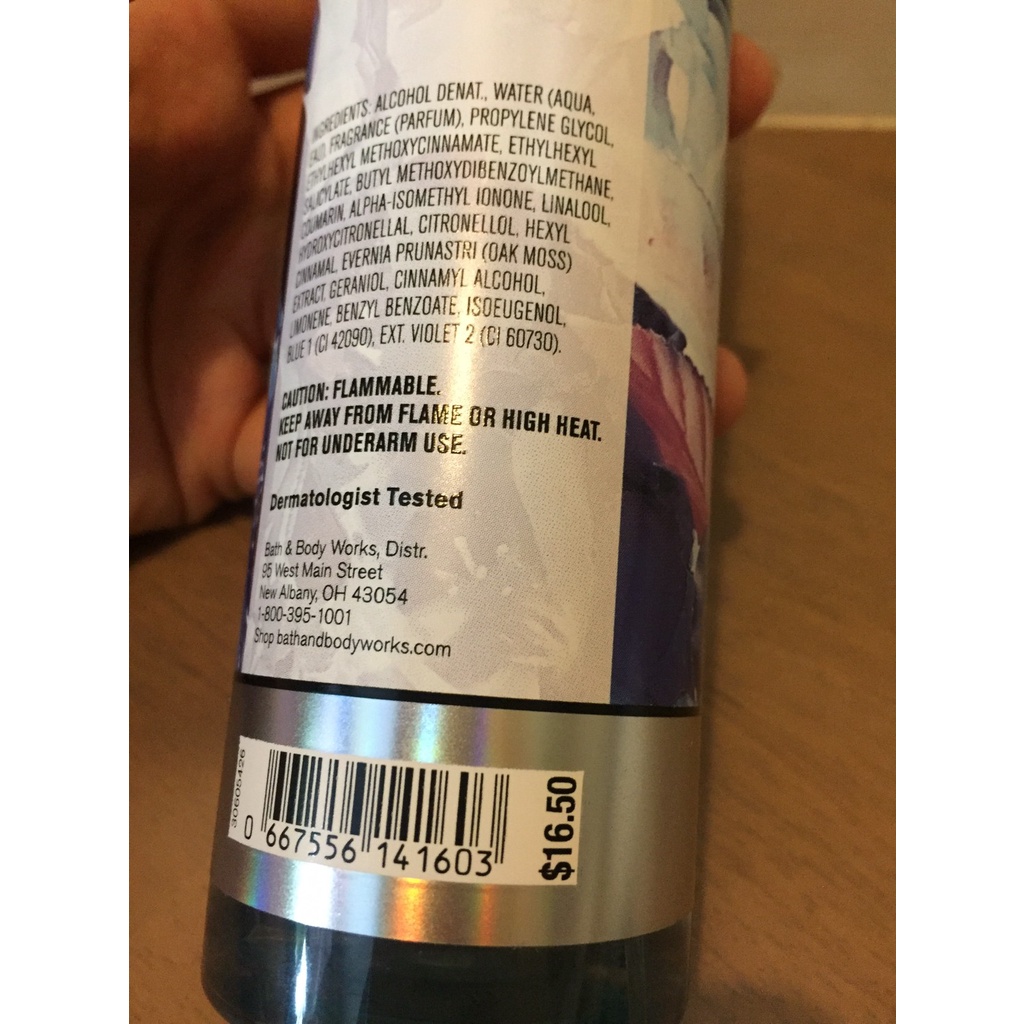 INGREDIENTS: ALCOHOL DENAT., WATER (AQUA,
EAU), FRAGRANCE (PARFUM), PROPYLENE GLYCOL,
ETHYLHEXYL METHOXYCINNAMATE, ETHYLHEXYL
SALICYLATE, BUTYL METHOXYDIBENZOYLMETHANE,
COUMARIN, ALPHA-ISOMETHYL IONONE, LINALOOL,
HYDROXYCITRONELLAL, CITRONELLOL, HEXYL
CINNAMAL, EVERNIA PRUNASTRI (OAK MOSS)
EXTRACT, GERANIOL, CINNAMYL ALCOHOL,
LIMONENE, BENZYL BENZOATE, ISOEUGENOL,
BLUE 1 (CI 42090), EXT. VIOLET 2 (CI 60730).
CAUTION: FLAMMABLE.
KEEP AWAY FROM FLAME OR HIGH HEAT.
NOT FOR UNDERARM USE.
Dermatologist Tested
Bath & Body Works, Distr.
95 West Main Street
New Albany, OH 43054
1-800-395-1001
Shop bathandbodyworks.com
30605426
0 667556 141603
$16.50